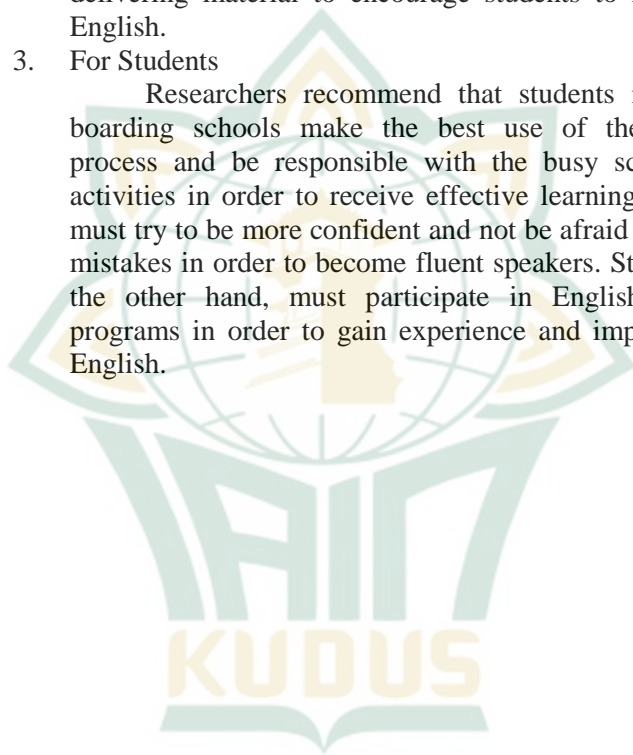 delivering material to encourage students to
English.
3. For Students
Researchers recommend that students
boarding schools make the best use of the
process and be responsible with the busy
activities in order to receive effective learning
must try to be more confident and not be afraid
mistakes in order to become fluent speakers.
the other hand, must participate in English
programs in order to gain experience and
English.
IAIN
KUDUS